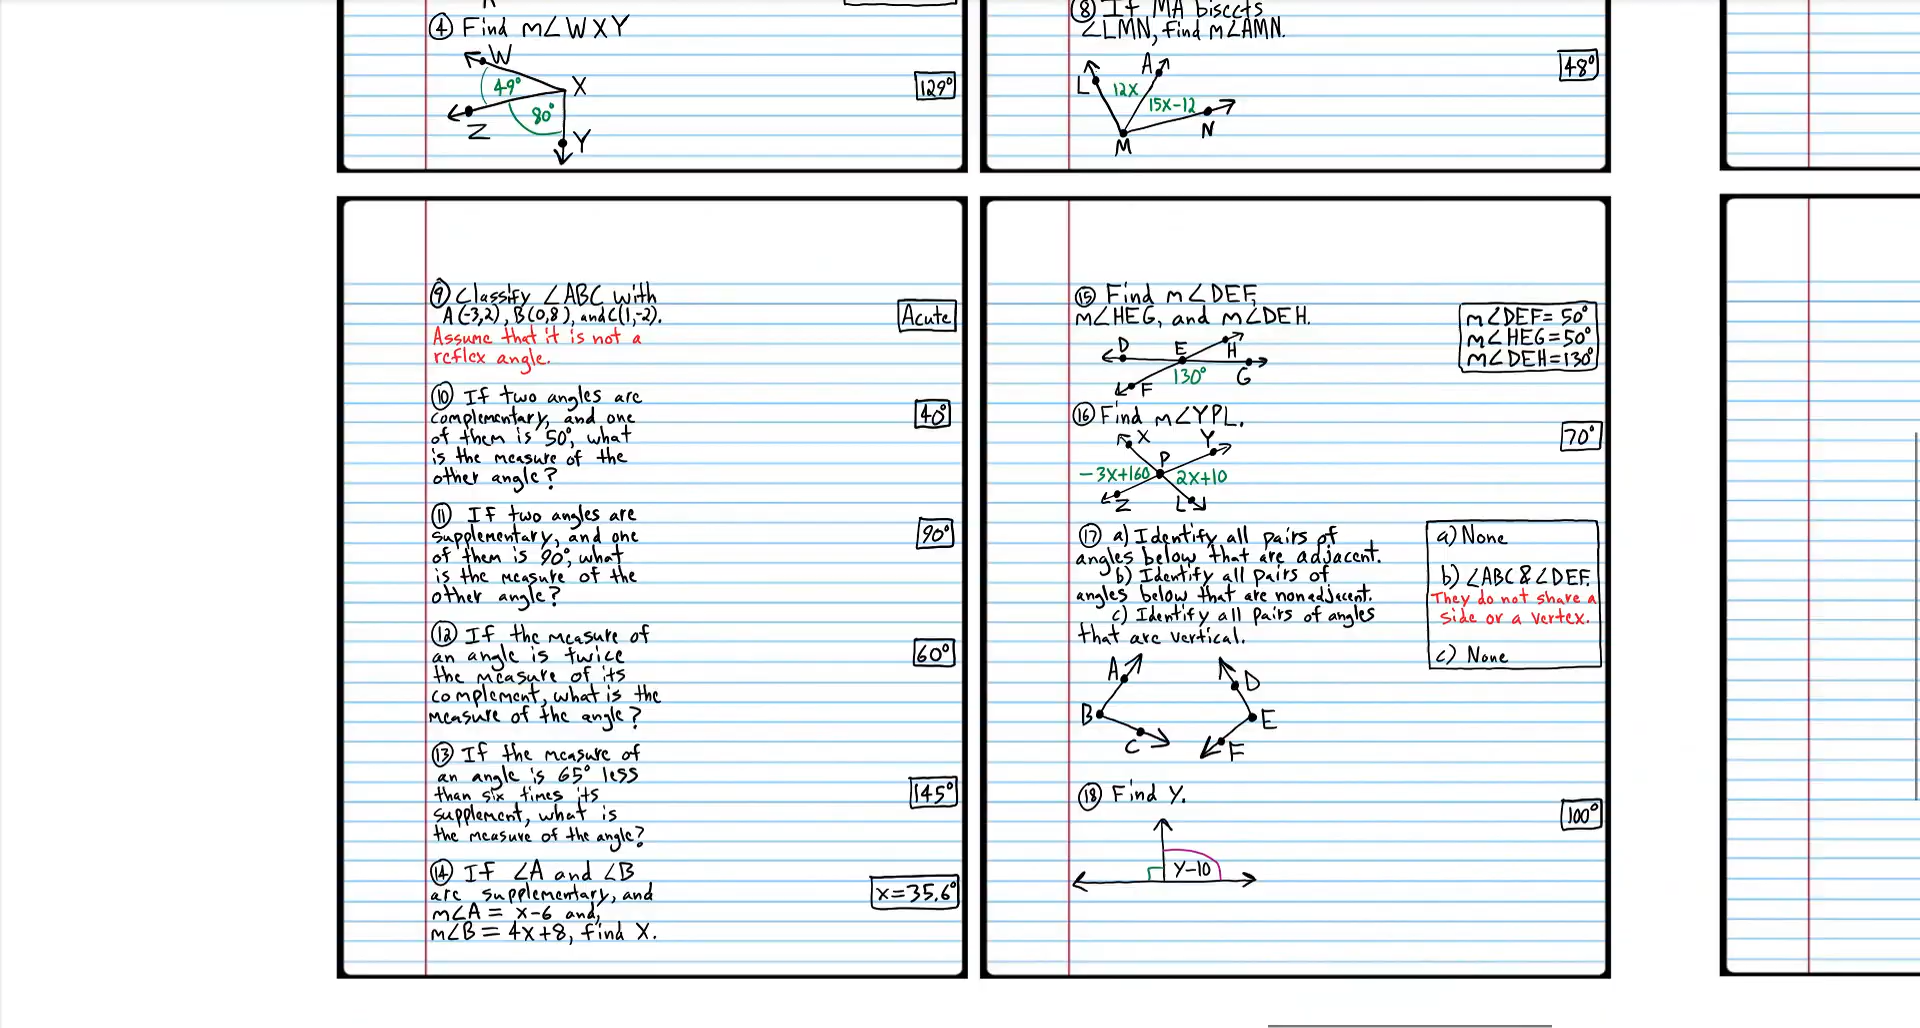 ④ Find m∠WXY
W
49°
X
80°
Z
Y
129°
⑧ If MA bisects
∠LMN, find m∠AMN.
L
A
12x
15x-12
N
M
48°
⑨ Classify ∠ABC with
A(-3,2), B(0,8), and C(1,-2).
Assume that it is not a
reflex angle.
Acute
⑩ If two angles are
complementary, and one
of them is 50°, what
is the measure of the
other angle?
40°
⑪ If two angles are
supplementary, and one
of them is 90°, what
is the measure of the
other angle?
90°
⑫ If the measure of
an angle is twice
the measure of its
complement, what is the
measure of the angle?
60°
⑬ If the measure of
an angle is 65° less
than six times its
supplement, what is
the measure of the angle?
145°
⑭ If ∠A and ∠B
are supplementary, and
m∠A = x-6 and,
m∠B = 4x+8, find X.
x=35.6°
⑮ Find m∠DEF,
m∠HEG, and m∠DEH.
D
E
H
130°
G
F
m∠DEF= 50°
m∠HEG=50°
m∠DEH=130°
⑯ Find m∠YPL.
X
Y
P
-3x+160
2x+10
Z
L
70°
⑰ a) Identify all pairs of
angles below that are adjacent.
b) Identify all pairs of
angles below that are nonadjacent.
c) Identify all pairs of angles
that are vertical.
a) None
b) ∠ABC & ∠DEF.
They do not share a
side or a vertex.
c) None
A
D
B
E
C
F
⑱ Find Y.
Y-10
100°